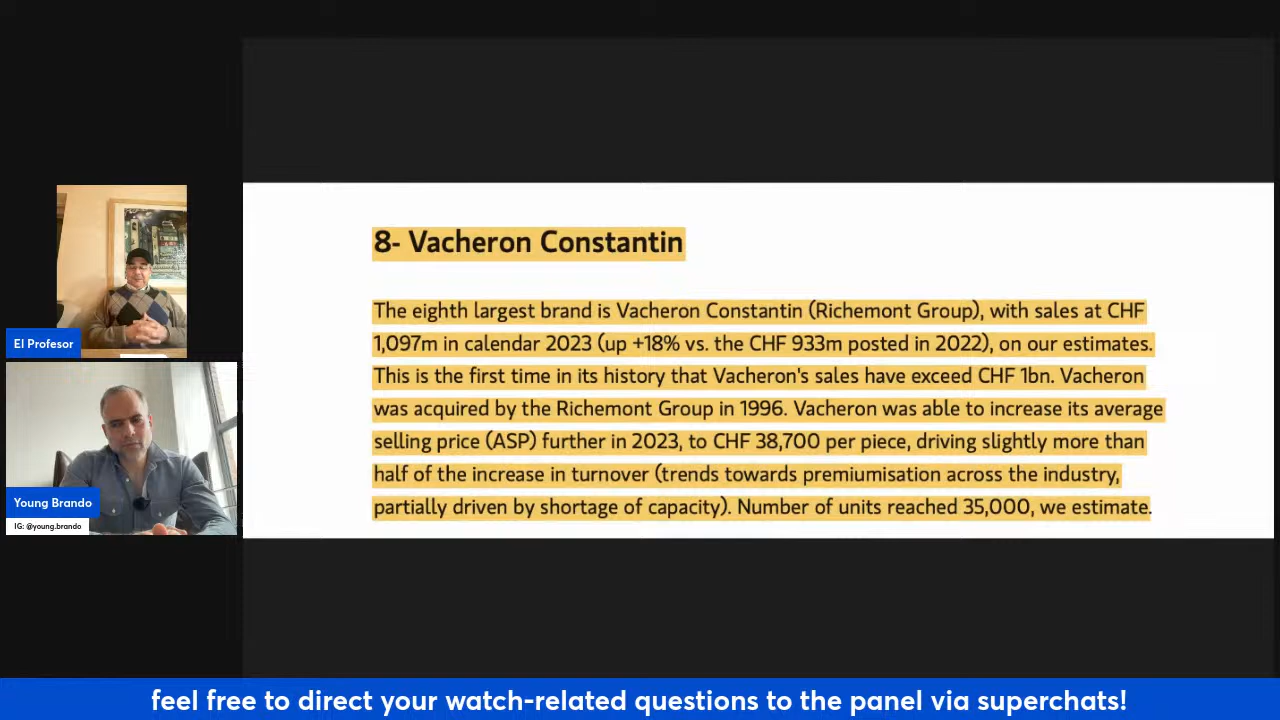 El Profesor
Young Brando
IG: @young.brando
8- Vacheron Constantin
The eighth largest brand is Vacheron Constantin (Richemont Group), with sales at CHF
1,097m in calendar 2023 (up +18% vs. the CHF 933m posted in 2022), on our estimates.
This is the first time in its history that Vacheron's sales have exceed CHF 1bn. Vacheron
was acquired by the Richemont Group in 1996. Vacheron was able to increase its average
selling price (ASP) further in 2023, to CHF 38,700 per piece, driving slightly more than
half of the increase in turnover (trends towards premiumisation across the industry,
partially driven by shortage of capacity). Number of units reached 35,000, we estimate.
feel free to direct your watch-related questions to the panel via superchats!